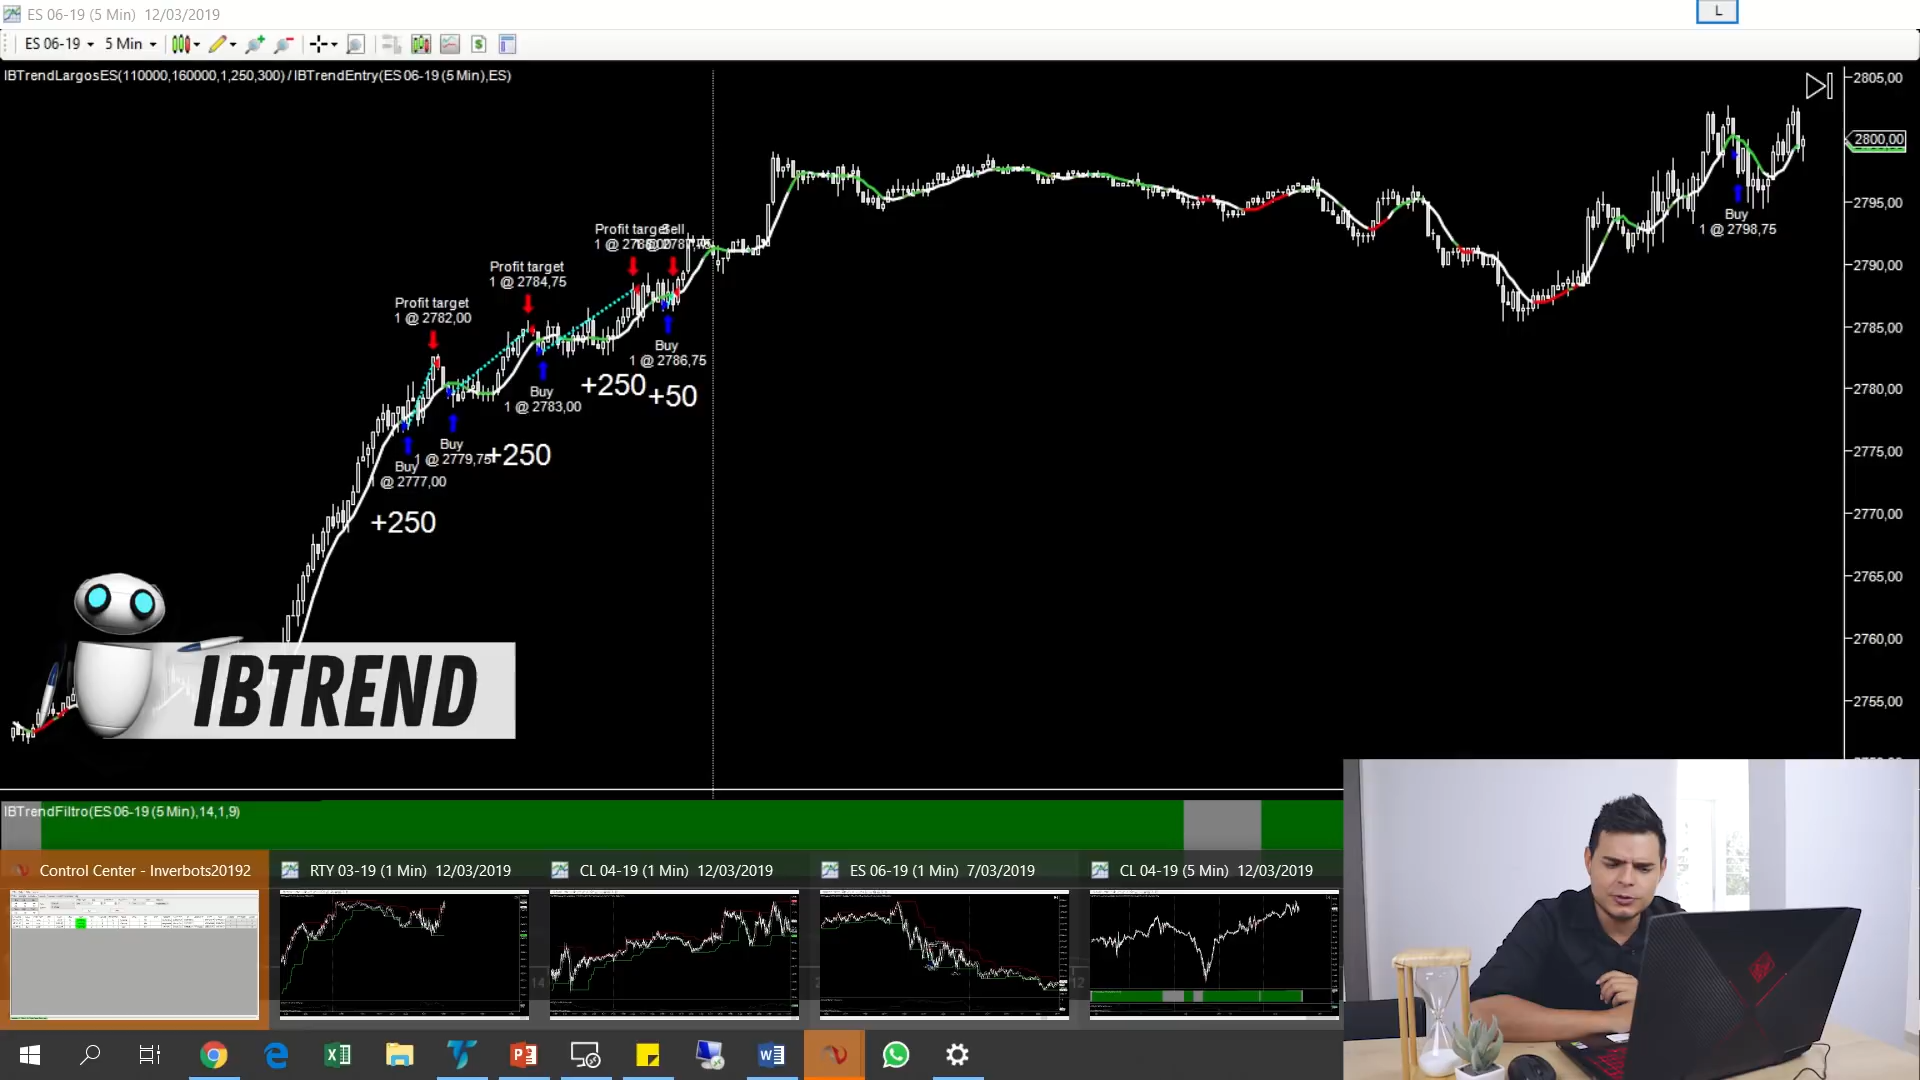 ES 06-19 (5 Min)  12/03/2019
L
ES 06-19
5 Min
IBTrendLargosES(110000,160000,1,250,300) / IBTrendEntry(ES 06-19 (5 Min),ES)
2805,00
2800,00
2795,00
2790,00
2785,00
2780,00
2775,00
2770,00
2765,00
2760,00
2755,00
Profit target
Sell
Profit target
1 @ 2784,75
Profit target
1 @ 2782,00
Buy
1 @ 2798,75
Buy
1 @ 2786,75
Buy
1 @ 2783,00
+250
+50
Buy
1 @ 2779,75
+250
Buy
1 @ 2777,00
+250
IBTREND
IBTrendFiltro(ES 06-19 (5 Min),14,1,9)
Control Center - Inverbots20192
RTY 03-19 (1 Min)  12/03/2019
CL 04-19 (1 Min)  12/03/2019
ES 06-19 (1 Min)  7/03/2019
CL 04-19 (5 Min)  12/03/2019